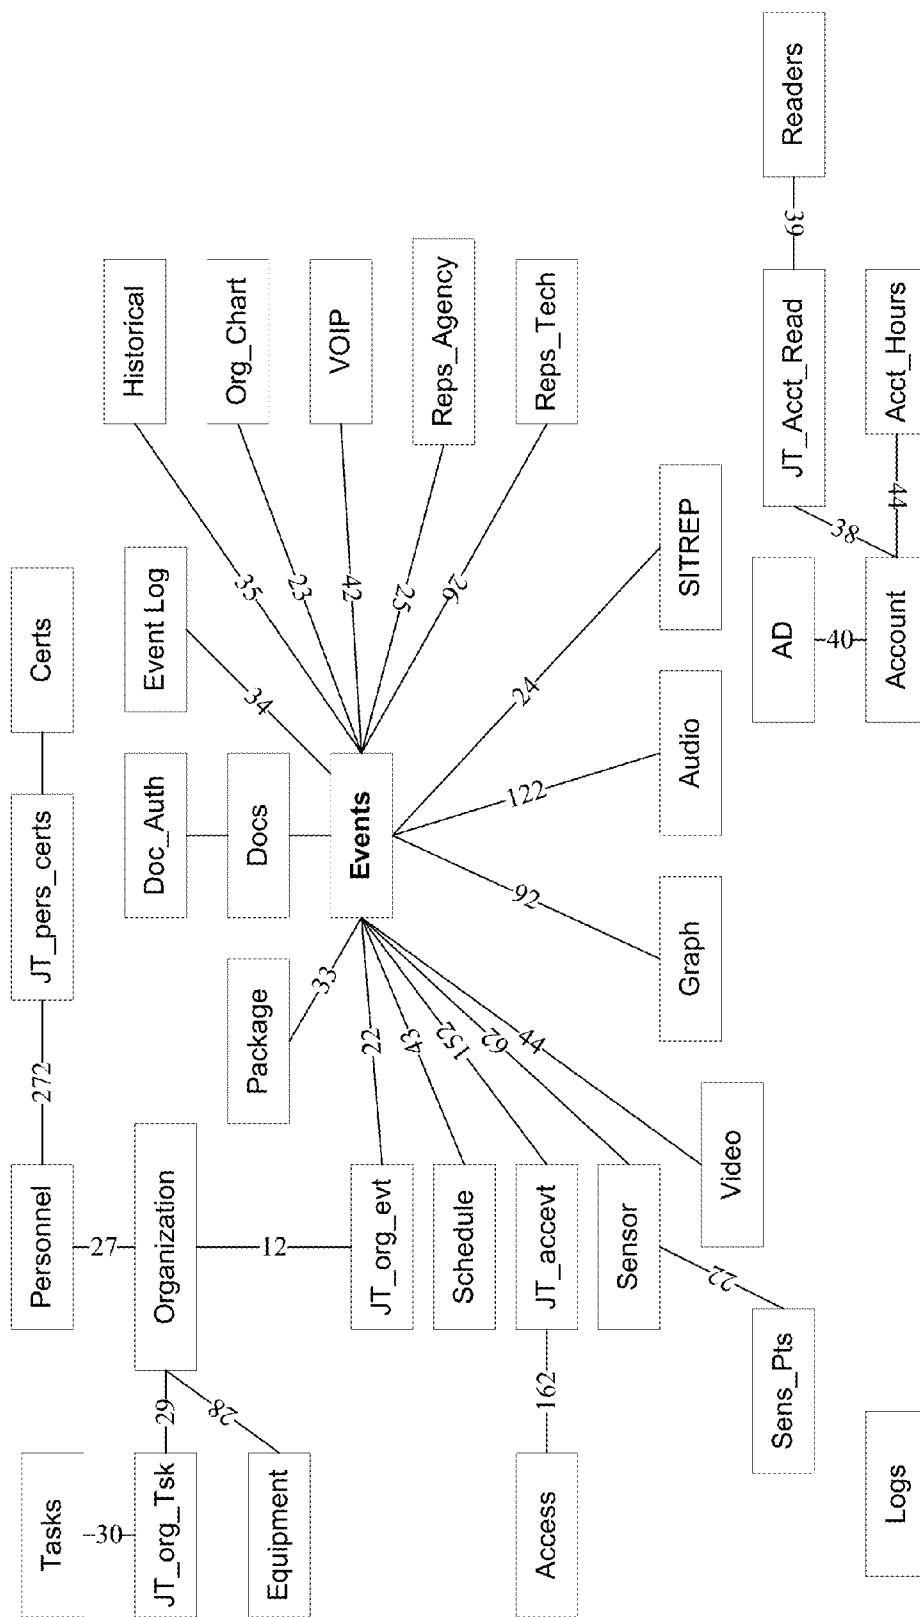 Tasks
Personnel
272
JT_pers_certs
Certs
30
27
JT_org_Tsk
29
Organization
Doc_Auth
Event Log
Historical
28
Equipment
12
Package
33
Docs
34
35
Org_Chart
23
JT_org_evt
22
Events
42
VOIP
43
Schedule
152
25
Reps_Agency
Access
162
JT_accevt
62
26
Reps_Tech
Sensor
44
92
122
24
Graph
Audio
SITREP
22
Video
Sens_Pts
AD
JT_Acct_Read
39
Readers
40
38
Logs
Account
44
Acct_Hours